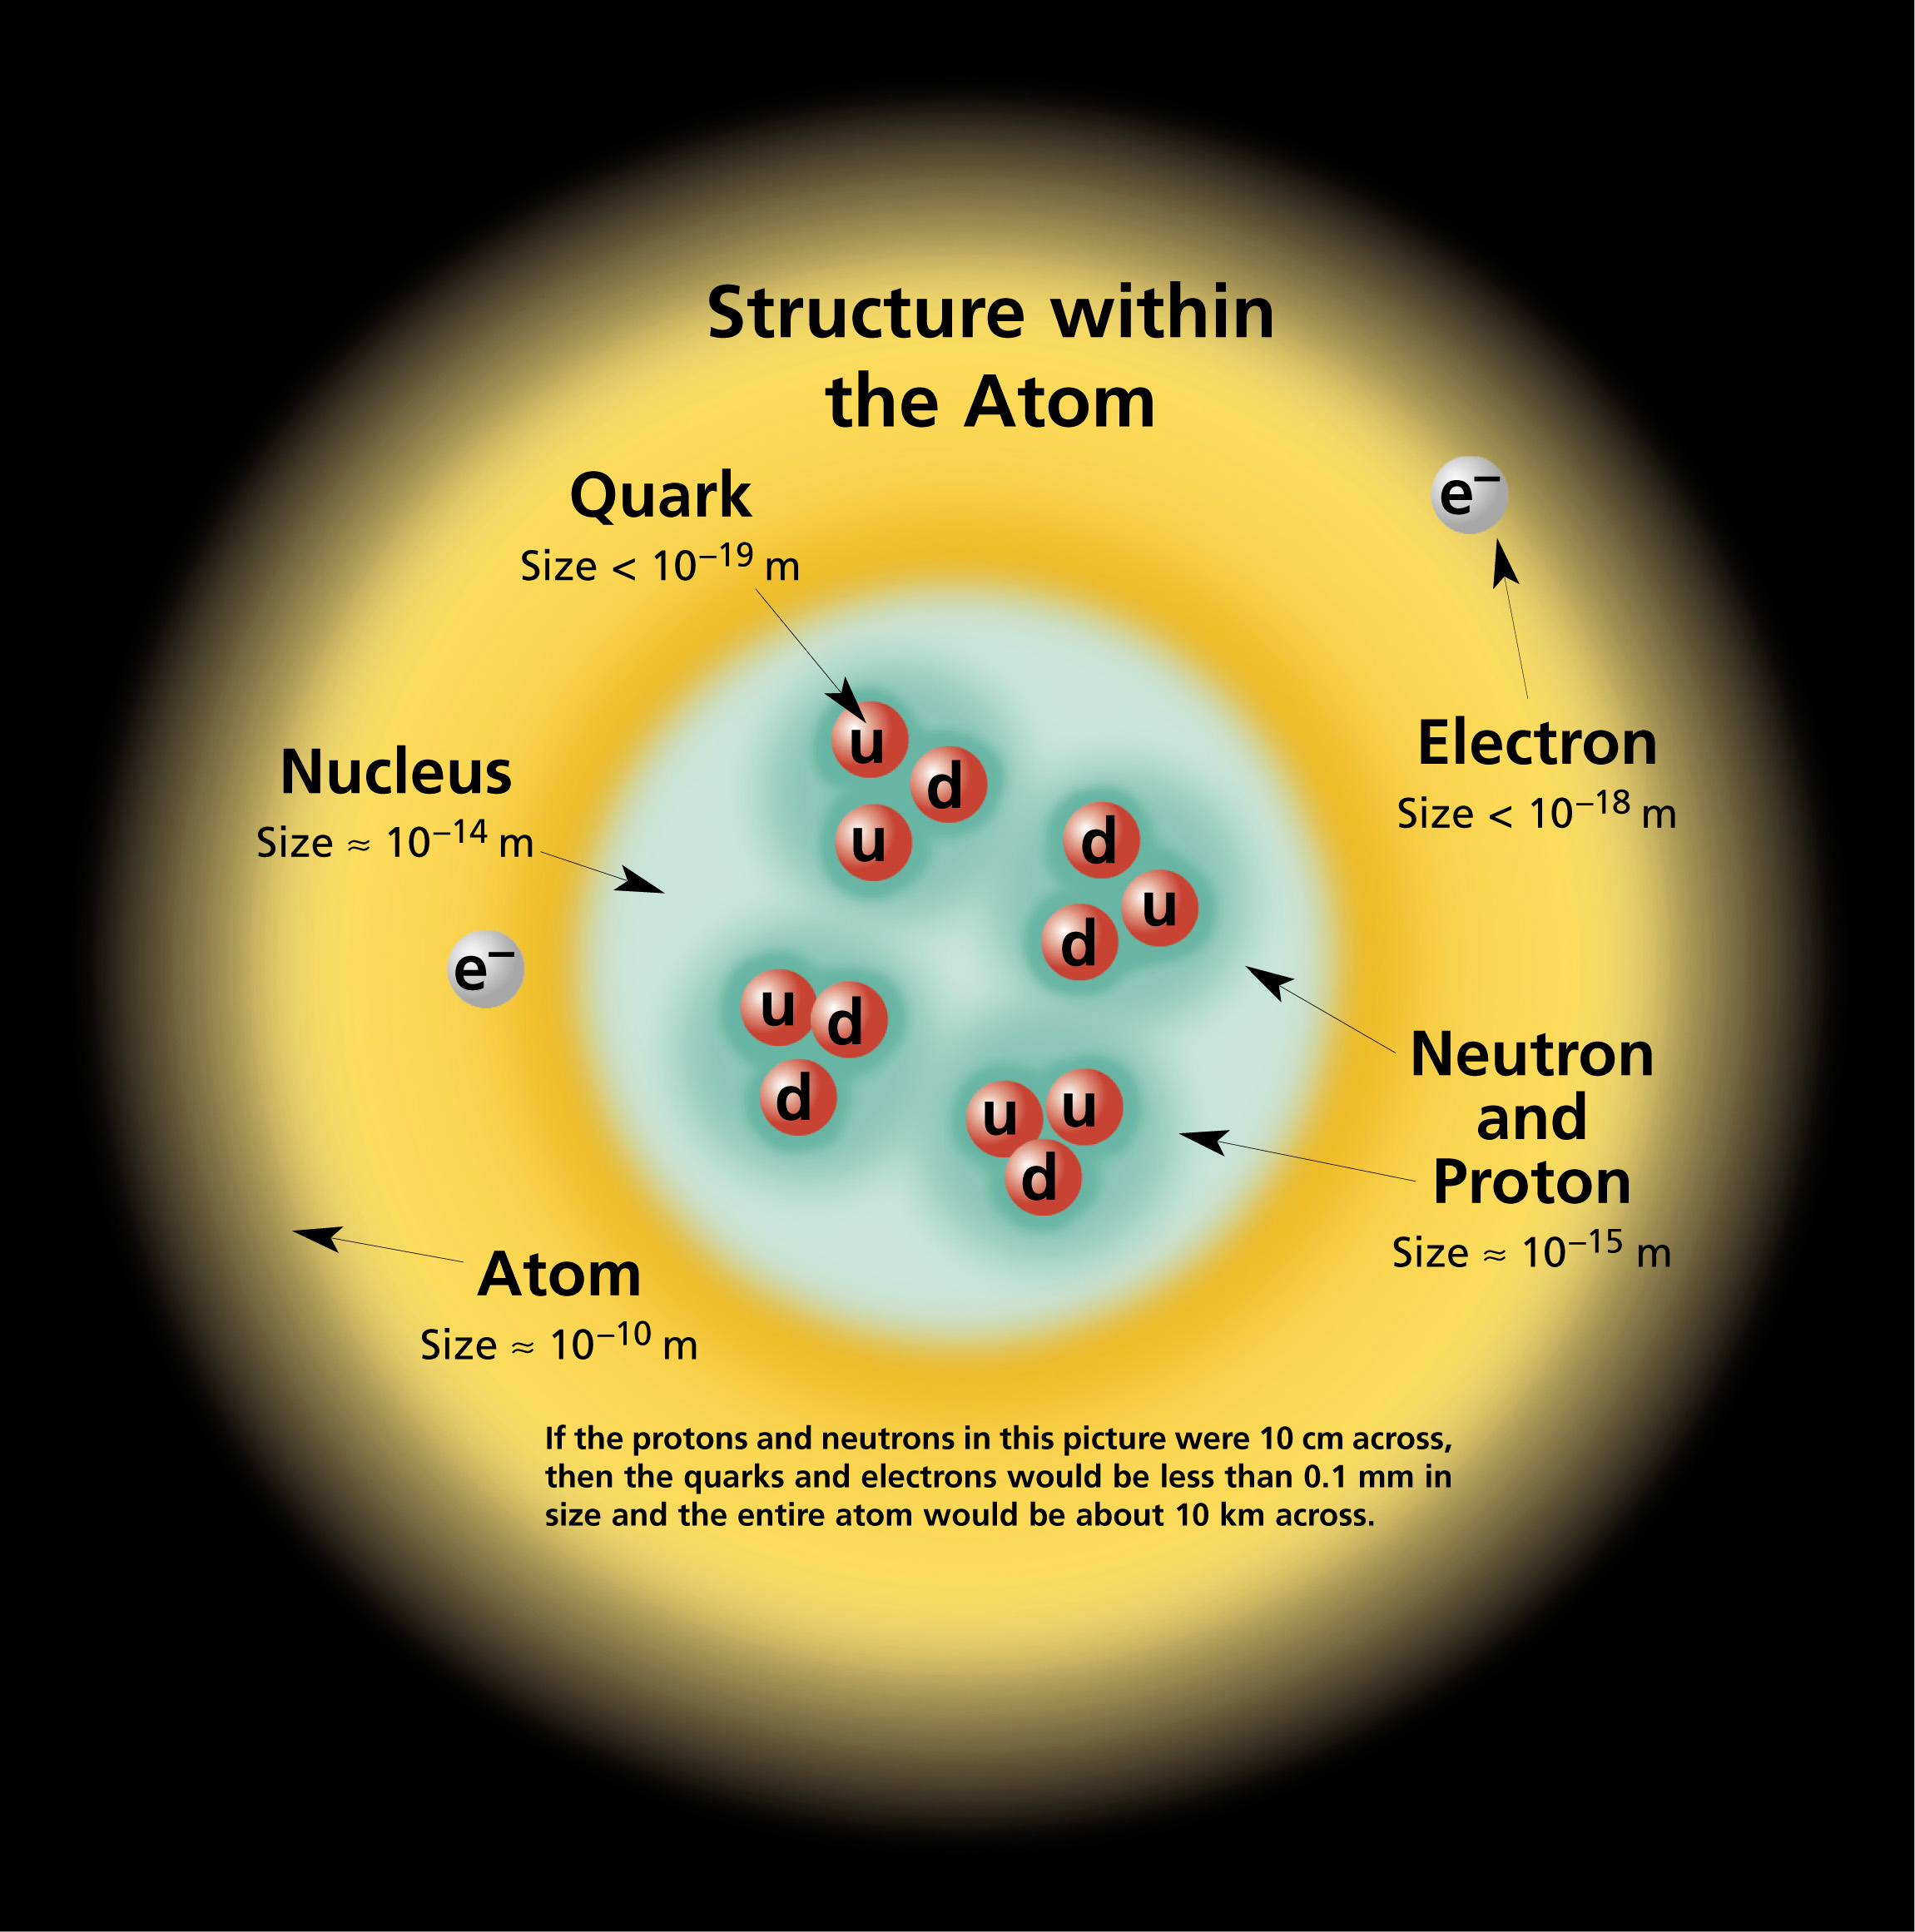 Structure within
the Atom
Quark
Size < 10⁻¹⁹ m
e⁻
u
d
u
Electron
Size < 10⁻¹⁸ m
Nucleus
Size ≈ 10⁻¹⁴ m
d
u
d
e⁻
u
d
d
Neutron
and
Proton
Size ≈ 10⁻¹⁵ m
u
u
d
Atom
Size ≈ 10⁻¹⁰ m
If the protons and neutrons in this picture were 10 cm across,
then the quarks and electrons would be less than 0.1 mm in
size and the entire atom would be about 10 km across.